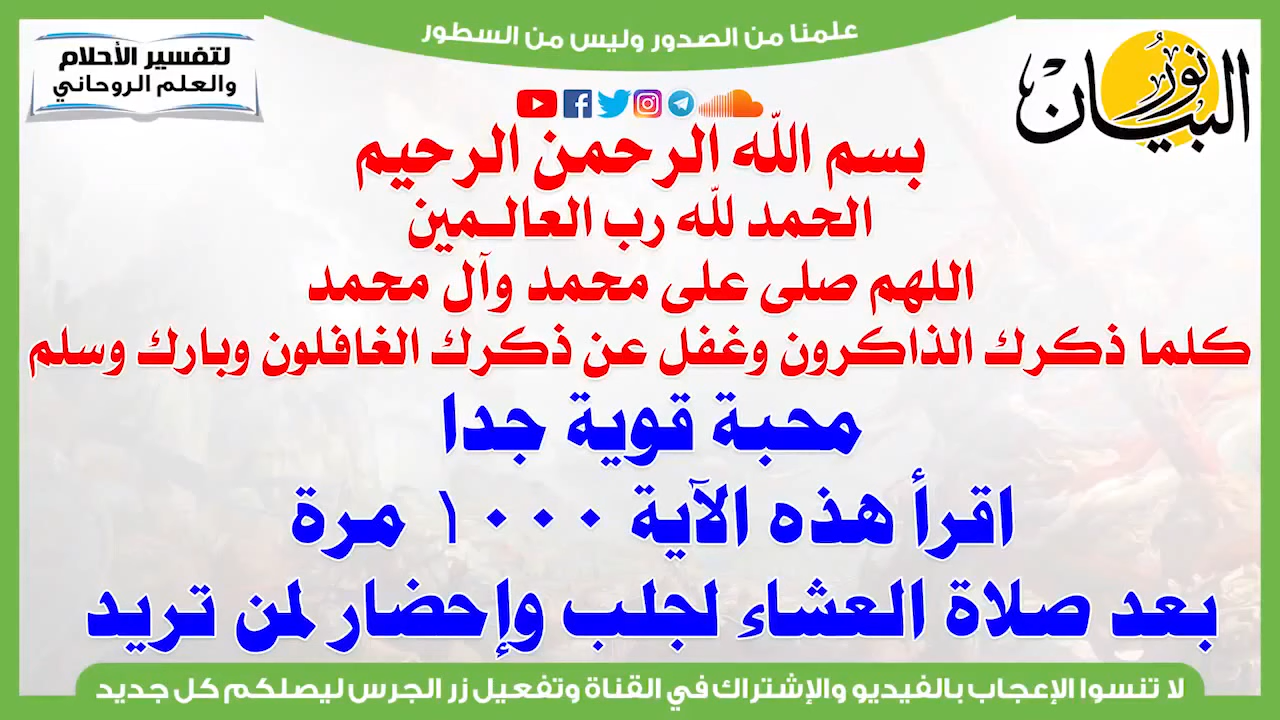 علمنا من الصدور وليس من السطور
لتفسير الأحلام
والعلم الروحاني
نور
البيان
بسم الله الرحمن الرحيم
الحمد لله رب العالـمين
اللهم صلى على محمد وآل محمد
كلما ذكرك الذاكرون وغفل عن ذكرك الغافلون وبارك وسلم
محبة قوية جدا
اقرأ هذه الآية ١٠٠٠ مرة
بعد صلاة العشاء لجلب وإحضار لمن تريد
لا تنسوا الإعجاب بالفيديو والإشتراك في القناة وتفعيل زر الجرس ليصلكم كل جديد